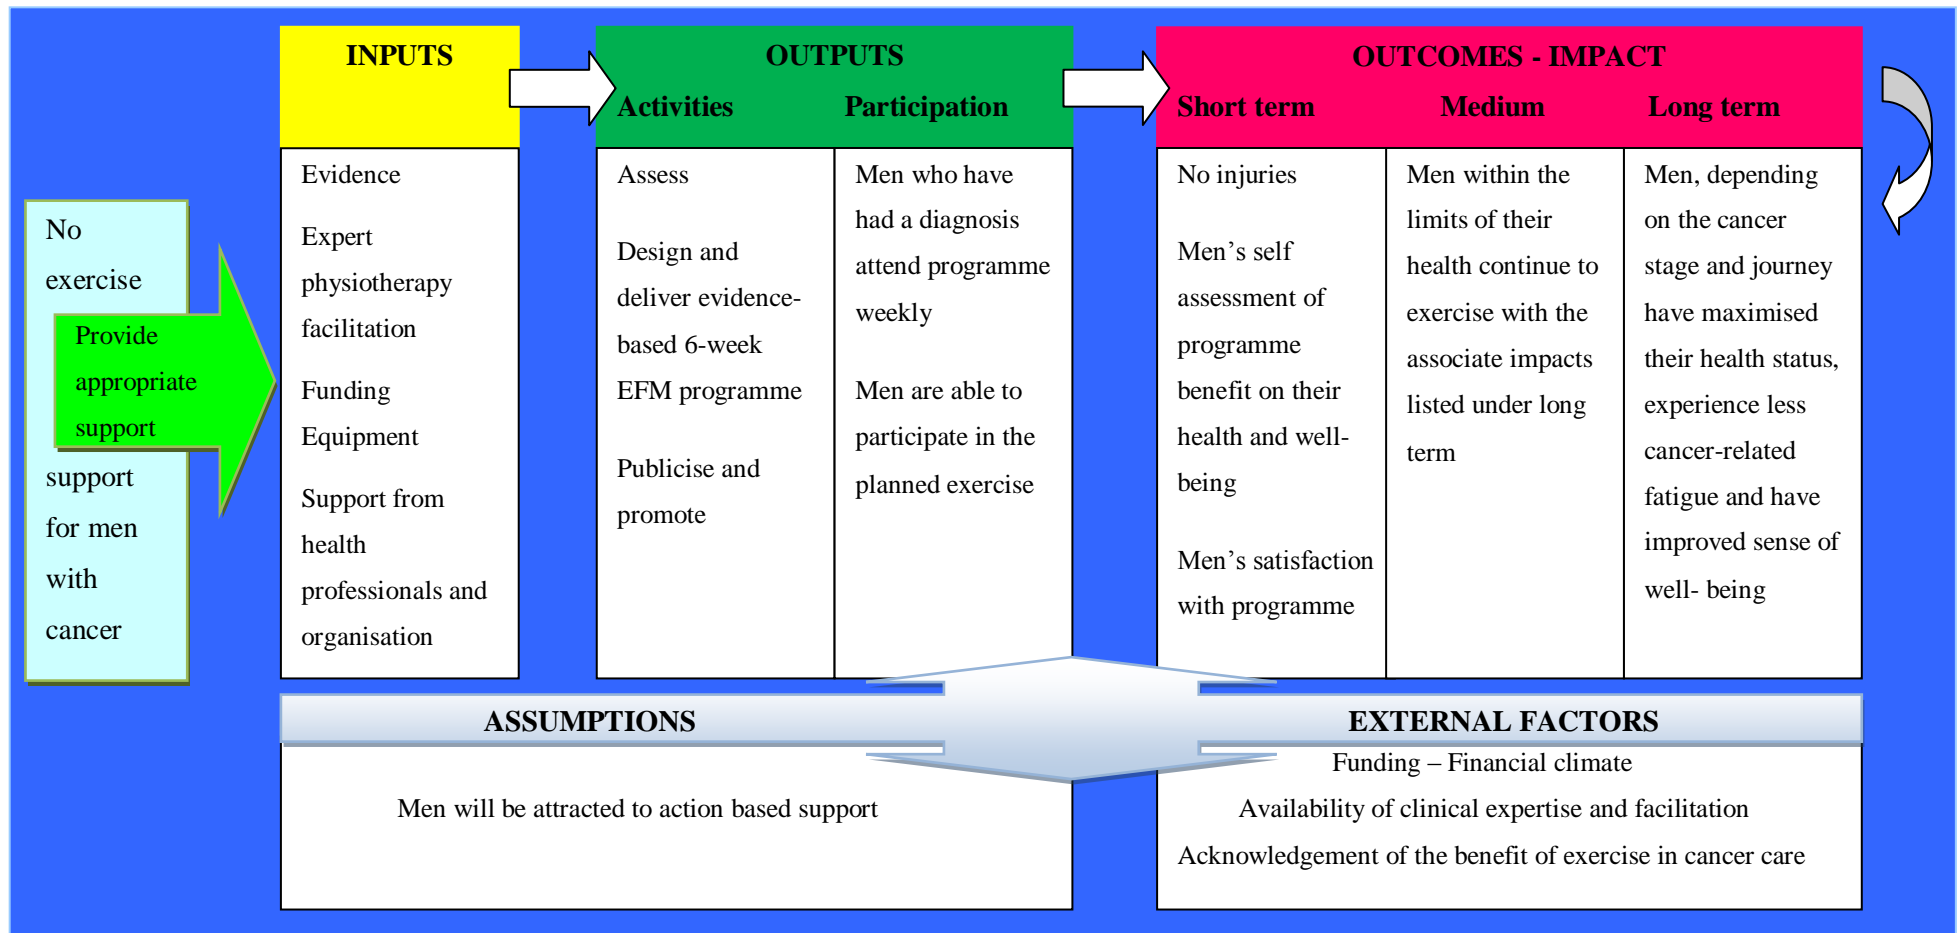 No
exercise
Provide
appropriate
support
support
for men
with
cancer
INPUTS
Evidence
Expert
physiotherapy
facilitation
Funding
Equipment
Support from
health
professionals and
organisation
OUTPUTS
Activities
Participation
Assess
Design and
deliver evidence-
based 6-week
EFM programme
Publicise and
promote
Men who have
had a diagnosis
attend programme
weekly
Men are able to
participate in the
planned exercise
OUTCOMES - IMPACT
Short term
Medium
Long term
No injuries
Men’s self
assessment of
programme
benefit on their
health and well-
being
Men’s satisfaction
with programme
Men within the
limits of their
health continue to
exercise with the
associate impacts
listed under long
term
Men, depending
on the cancer
stage and journey
have maximised
their health status,
experience less
cancer-related
fatigue and have
improved sense of
well- being
ASSUMPTIONS
Men will be attracted to action based support
EXTERNAL FACTORS
Funding – Financial climate
Availability of clinical expertise and facilitation
Acknowledgement of the benefit of exercise in cancer care